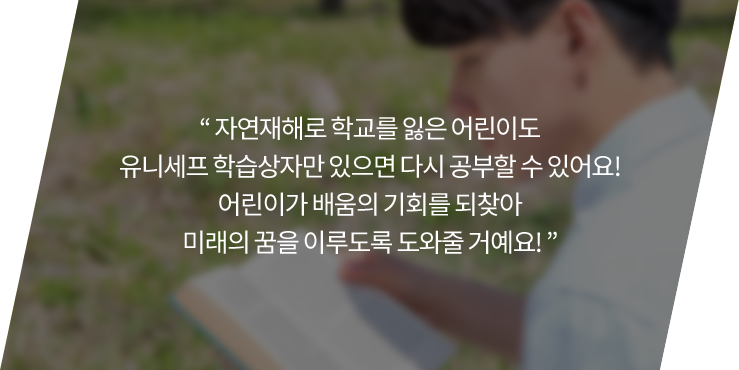 “ 자연재해로 학교를 잃은 어린이도
유니세프 학습상자만 있으면 다시 공부할 수 있어요!
어린이가 배움의 기회를 되찾아
미래의 꿈을 이루도록 도와줄 거예요! ”